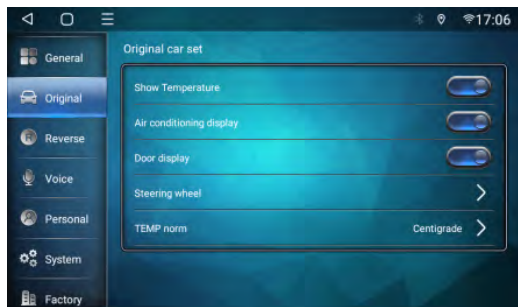 17:06
General
Original
Reverse
Voice
Personal
System
Factory
Original car set
Show Temperature
Air conditioning display
Door display
Steering wheel
TEMP norm Centigrade